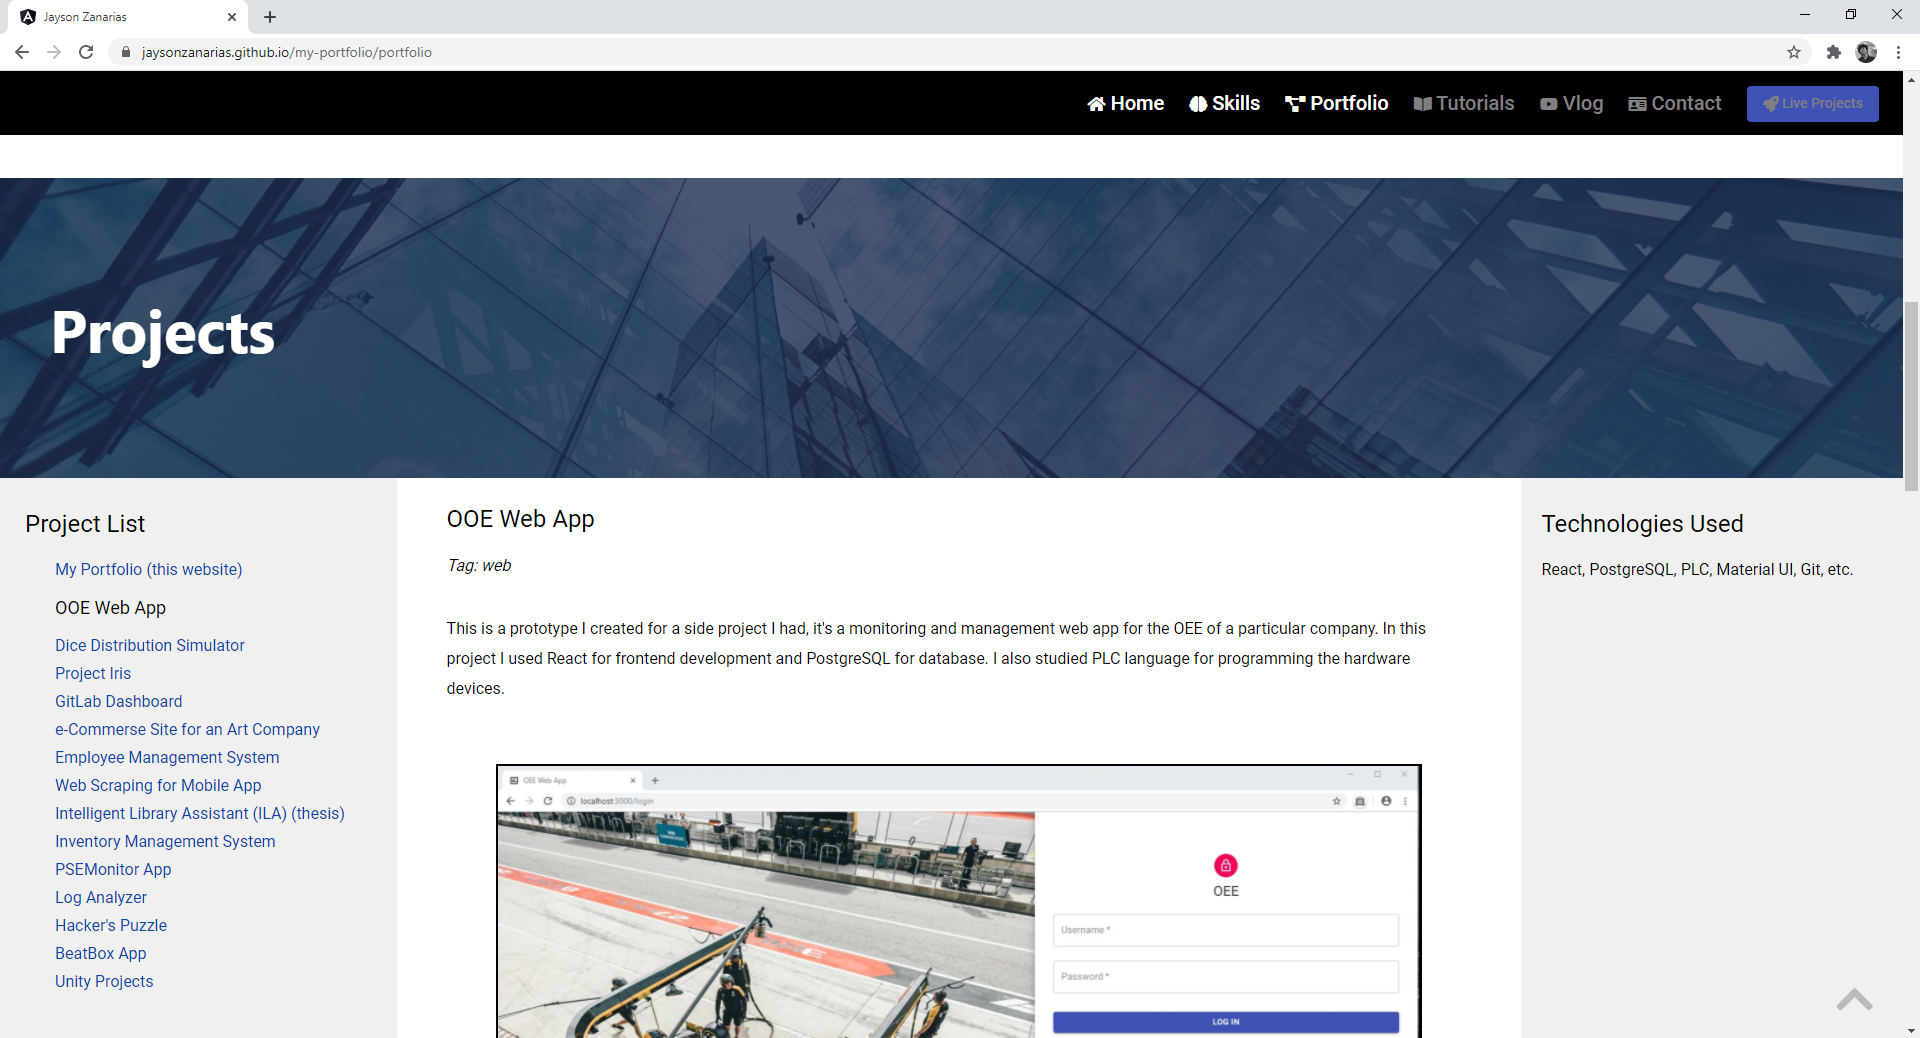 Jayson Zanarias
jaysonzanarias.github.io/my-portfolio/portfolio
Home Skills Portfolio Tutorials Vlog Contact Live Projects
Projects
Project List
My Portfolio (this website)
OOE Web App
Dice Distribution Simulator
Project Iris
GitLab Dashboard
e-Commerse Site for an Art Company
Employee Management System
Web Scraping for Mobile App
Intelligent Library Assistant (ILA) (thesis)
Inventory Management System
PSEMonitor App
Log Analyzer
Hacker's Puzzle
BeatBox App
Unity Projects
OOE Web App
Tag: web
This is a prototype I created for a side project I had, it's a monitoring and management web app for the OEE of a particular company. In this
project I used React for frontend development and PostgreSQL for database. I also studied PLC language for programming the hardware
devices.
OEE Web App
localhost:3000/login
OEE
Username *
Password *
LOG IN
Technologies Used
React, PostgreSQL, PLC, Material UI, Git, etc.